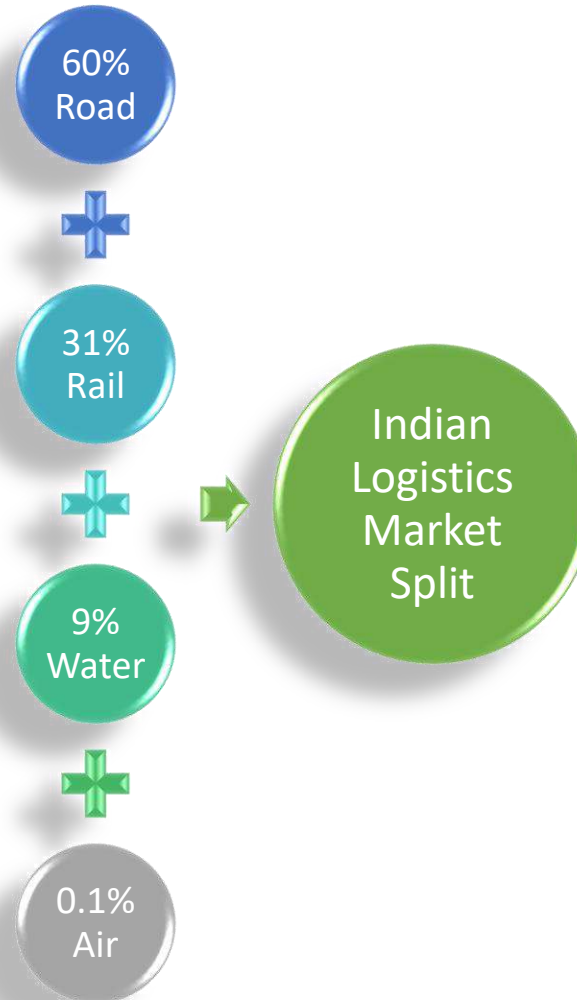 60%
Road
31%
Rail
Indian
Logistics
Market
Split
9%
Water
0.1%
Air